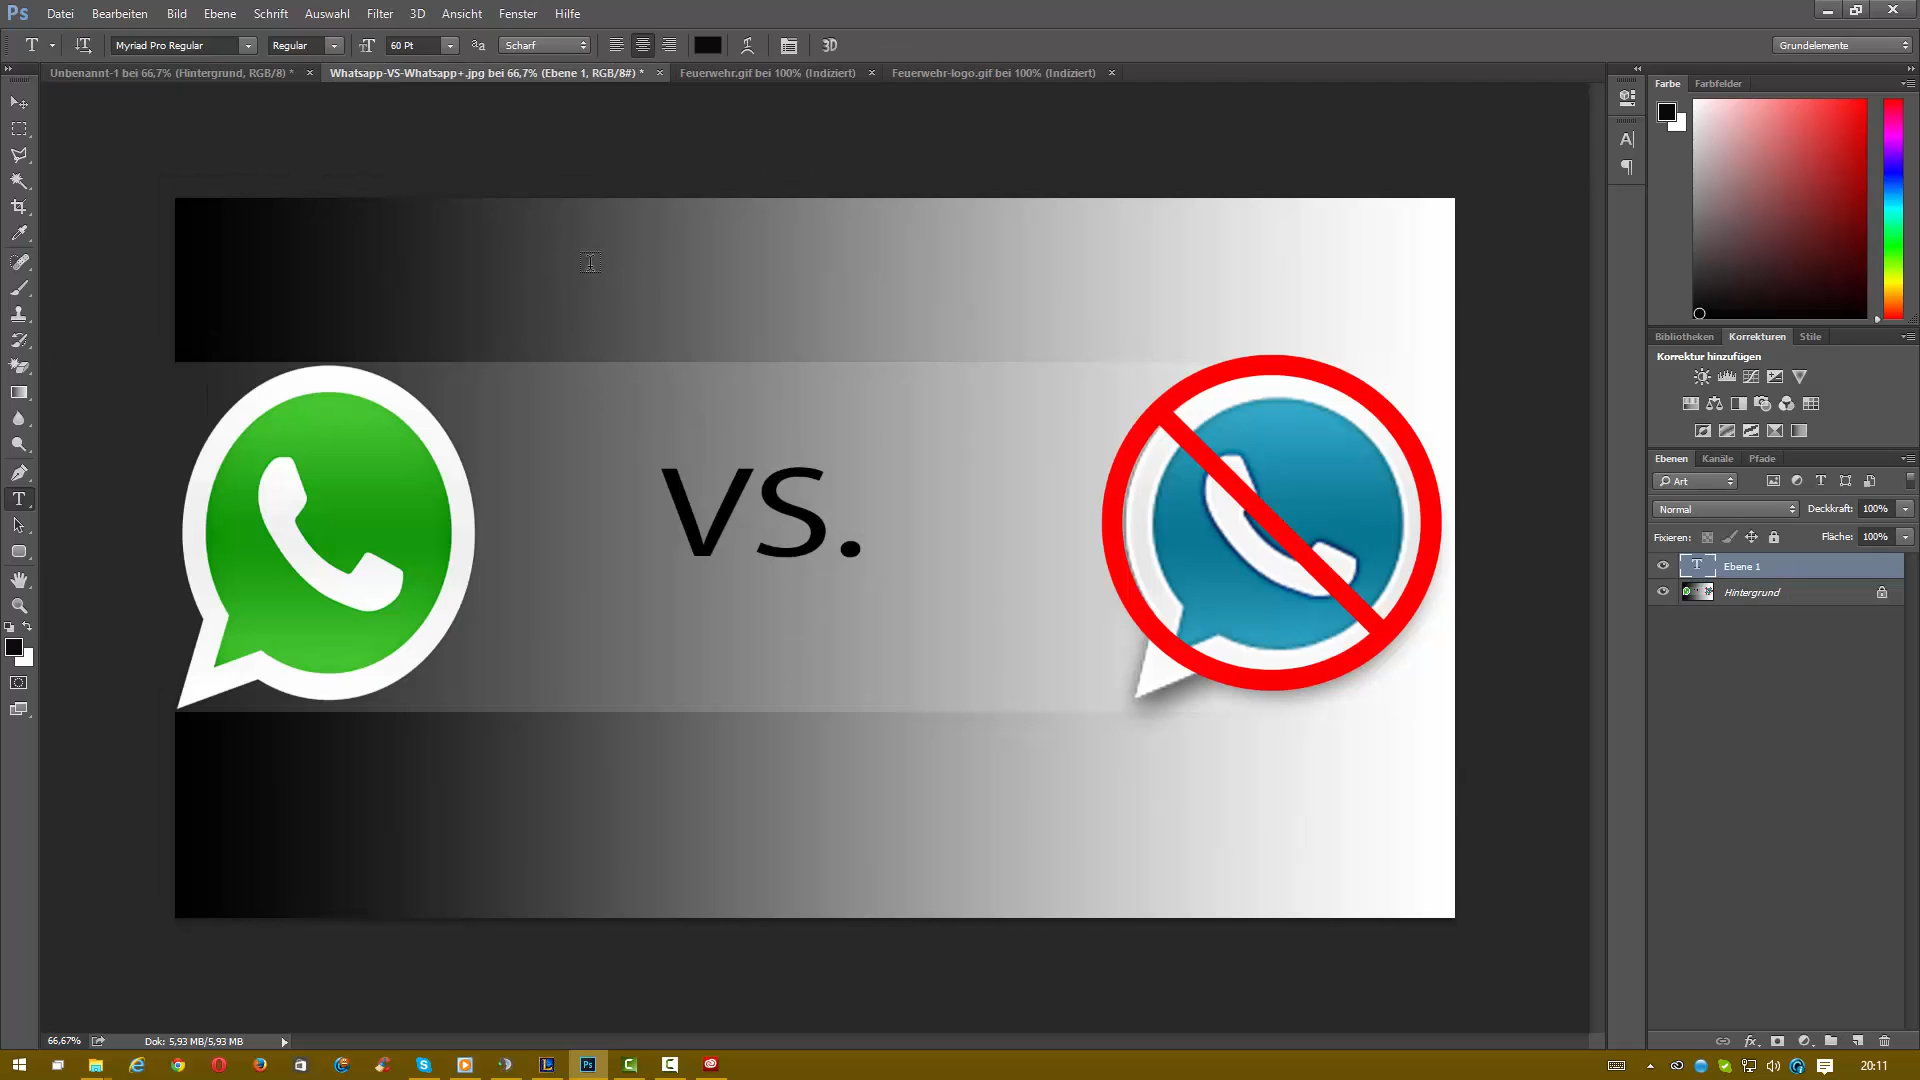 Ps Datei Bearbeiten Bild Ebene Schrift Auswahl Filter 3D Ansicht Fenster Hilfe
T Myriad Pro Regular Regular 60 Pt Scharf 3D Grundelemente
Unbenannt-1 bei 66,7% (Hintergrund, RGB/8) * Whatsapp-VS-Whatsapp+.jpg bei 66,7% (Ebene 1, RGB/8#) * Feuerwehr.gif bei 100% (Indiziert) Feuerwehr-logo.gif bei 100% (Indiziert)
Farbe Farbfelder
VS.
Bibliotheken Korrekturen Stile
Korrektur hinzufügen
Ebenen Kanäle Pfade
Art
Normal Deckkraft: 100%
Fixieren: Fläche: 100%
Ebene 1
Hintergrund
66,67% Dok: 5,93 MB/5,93 MB
20:11